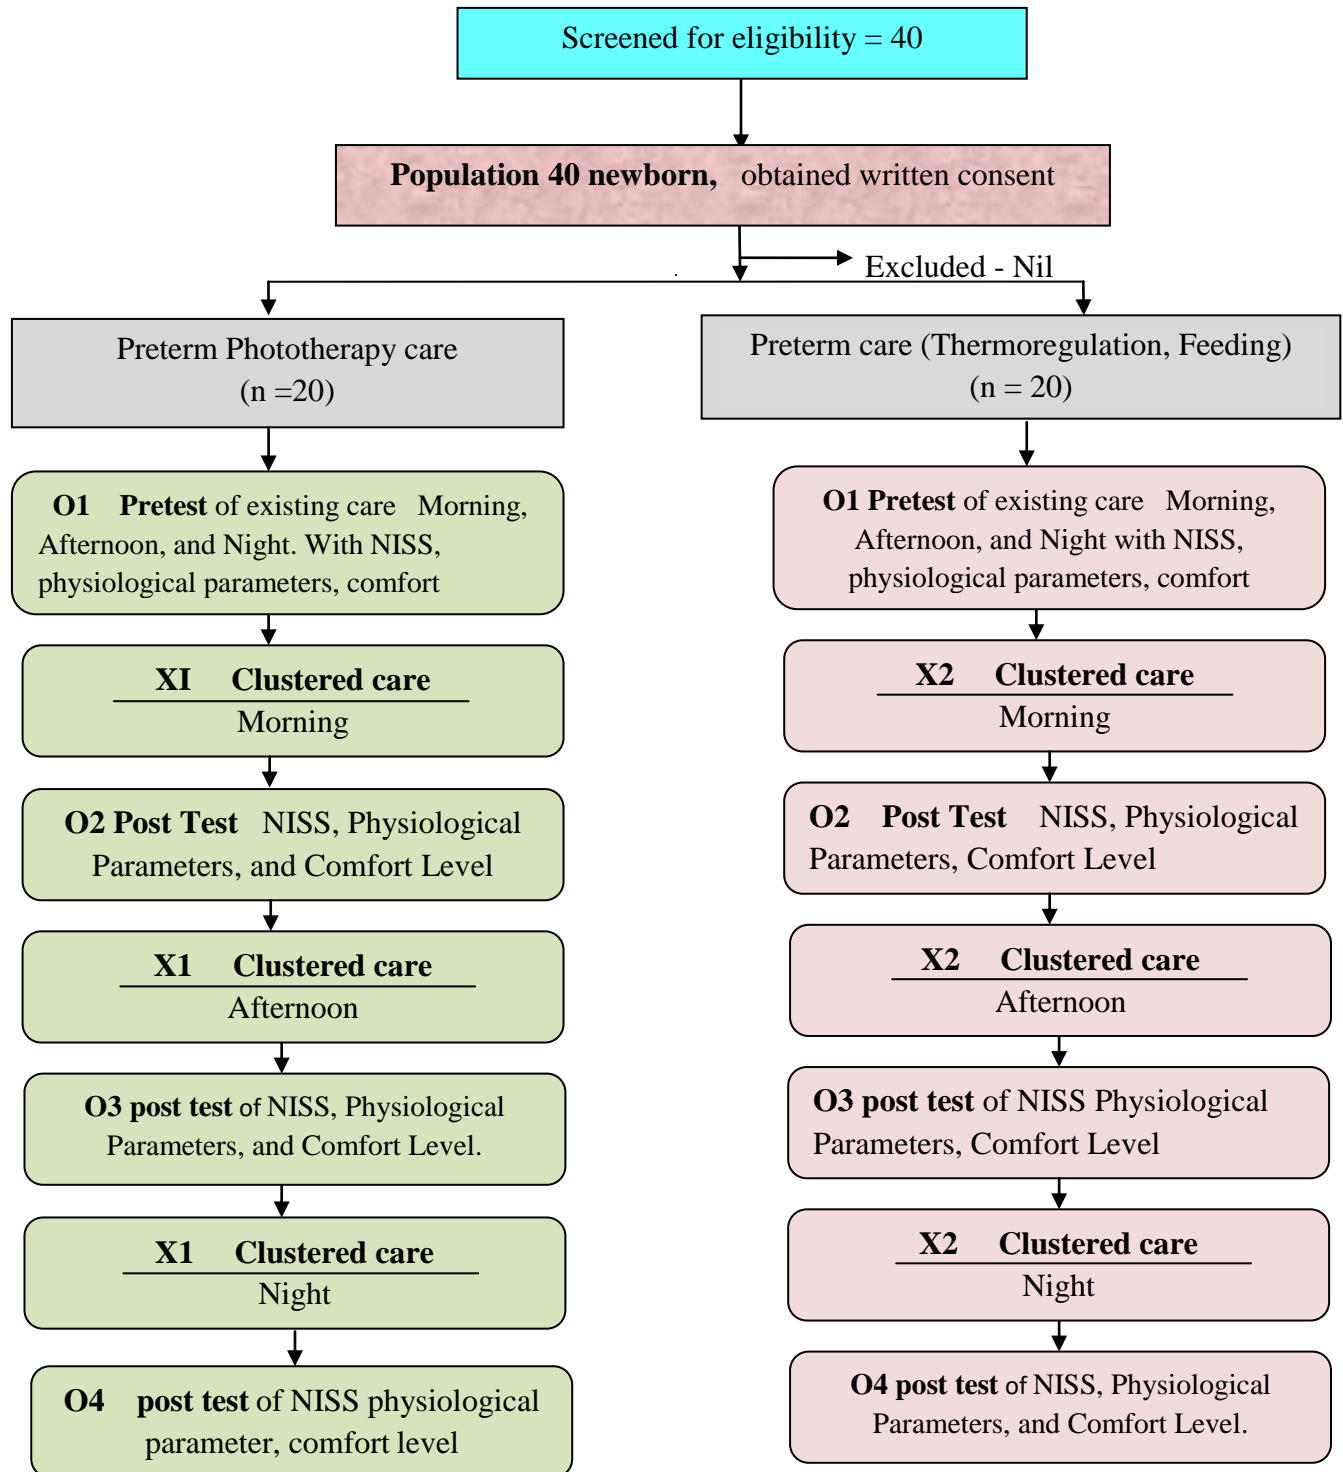 Screened for eligibility = 40
Population 40 newborn, obtained written consent
Excluded - Nil
Preterm Phototherapy care
(n =20)
O1 Pretest of existing care Morning,
Afternoon, and Night. With NISS,
physiological parameters, comfort
XI Clustered care
Morning
O2 Post Test NISS, Physiological
Parameters, and Comfort Level
X1 Clustered care
Afternoon
O3 post test of NISS, Physiological
Parameters, and Comfort Level.
X1 Clustered care
Night
O4 post test of NISS physiological
parameter, comfort level
Preterm care (Thermoregulation, Feeding)
(n = 20)
O1 Pretest of existing care Morning,
Afternoon, and Night with NISS,
physiological parameters, comfort
X2 Clustered care
Morning
O2 Post Test NISS, Physiological
Parameters, Comfort Level
X2 Clustered care
Afternoon
O3 post test of NISS Physiological
Parameters, Comfort Level
X2 Clustered care
Night
O4 post test of NISS, Physiological
Parameters, and Comfort Level.